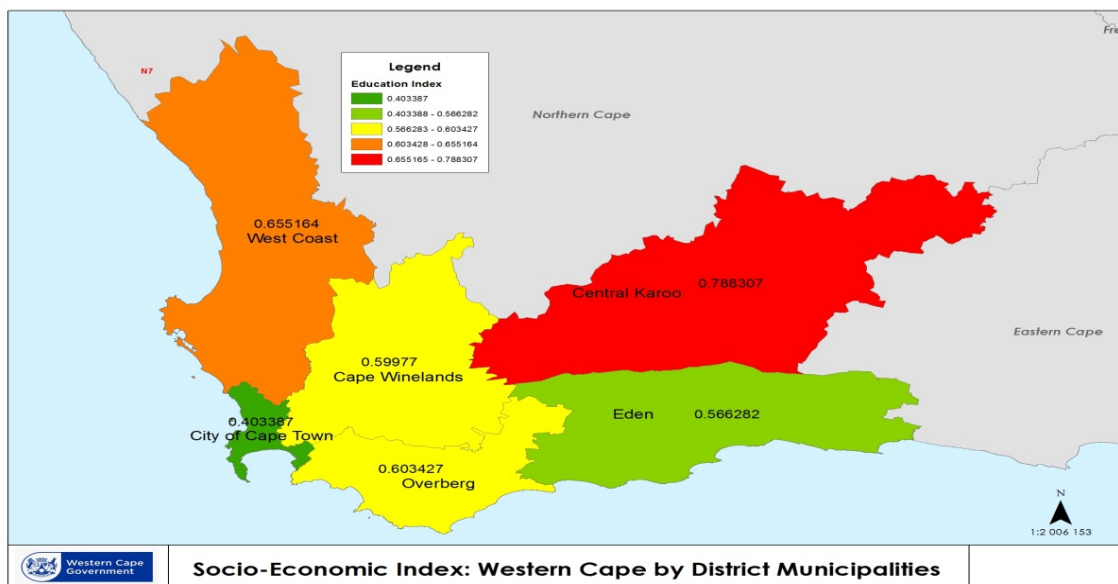 Frie
N7
Legend
Education Index
0.403387
0.403388 - 0.566282
0.566283 - 0.603427
0.603428 - 0.655164
0.655165 - 0.788307
Northern Cape
0.655164
West Coast
Central Karoo 0.788307
Eastern Cape
0.59977
Cape Winelands
Eden 0.566282
0.403387
City of Cape Town
0.603427
Overberg
N
1:2 006 153
Western Cape
Government
Socio-Economic Index: Western Cape by District Municipalities